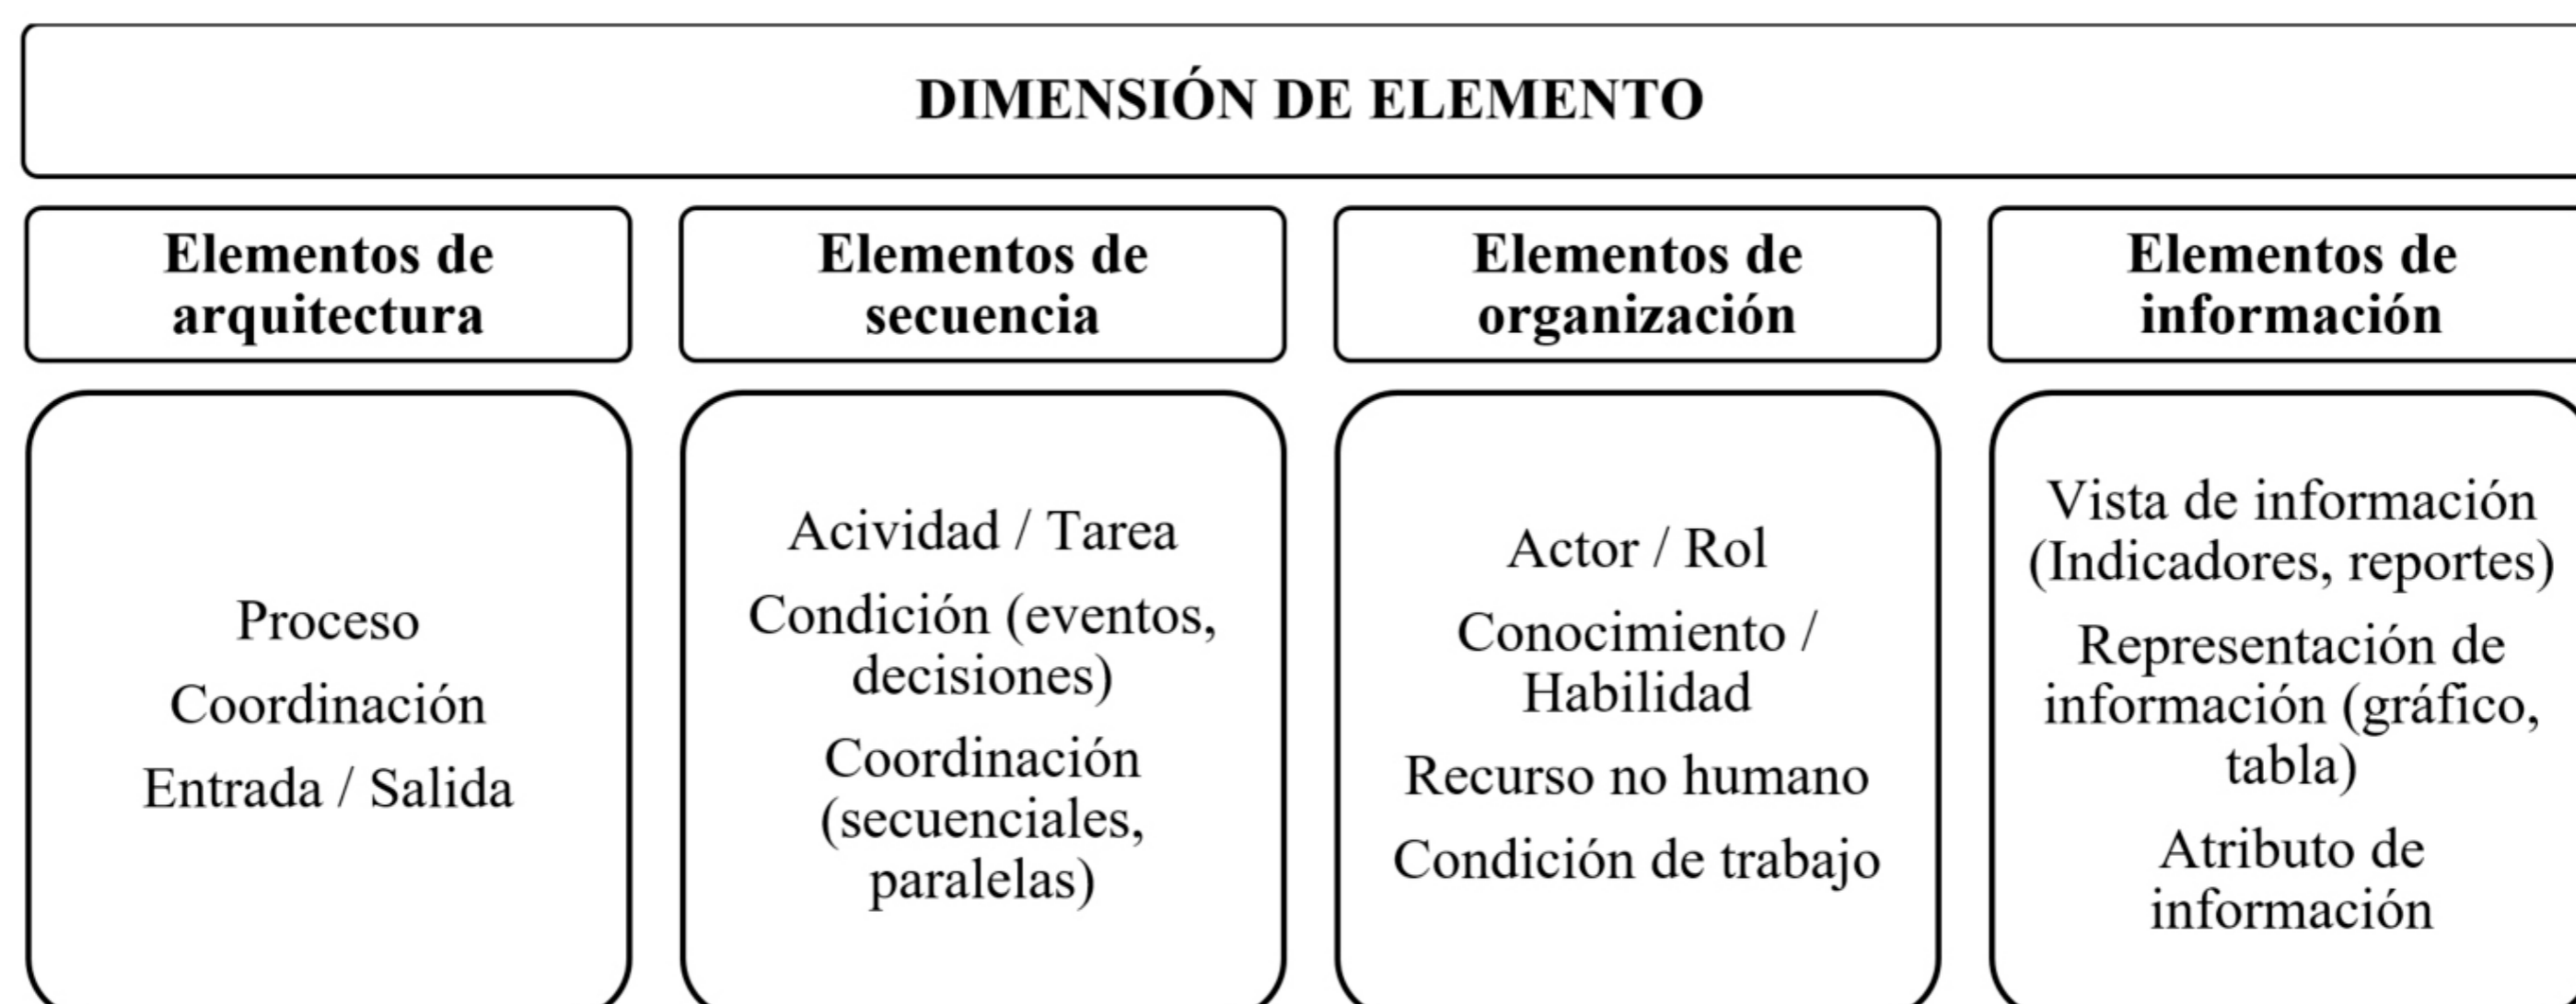 DIMENSIÓN DE ELEMENTO
Elementos de
arquitectura
Proceso
Coordinación
Entrada / Salida
Elementos de
secuencia
Acividad / Tarea
Condición (eventos,
decisiones)
Coordinación
(secuenciales,
paralelas)
Elementos de
organización
Actor / Rol
Conocimiento /
Habilidad
Recurso no humano
Condición de trabajo
Elementos de
información
Vista de información
(Indicadores, reportes)
Representación de
información (gráfico,
tabla)
Atributo de
información